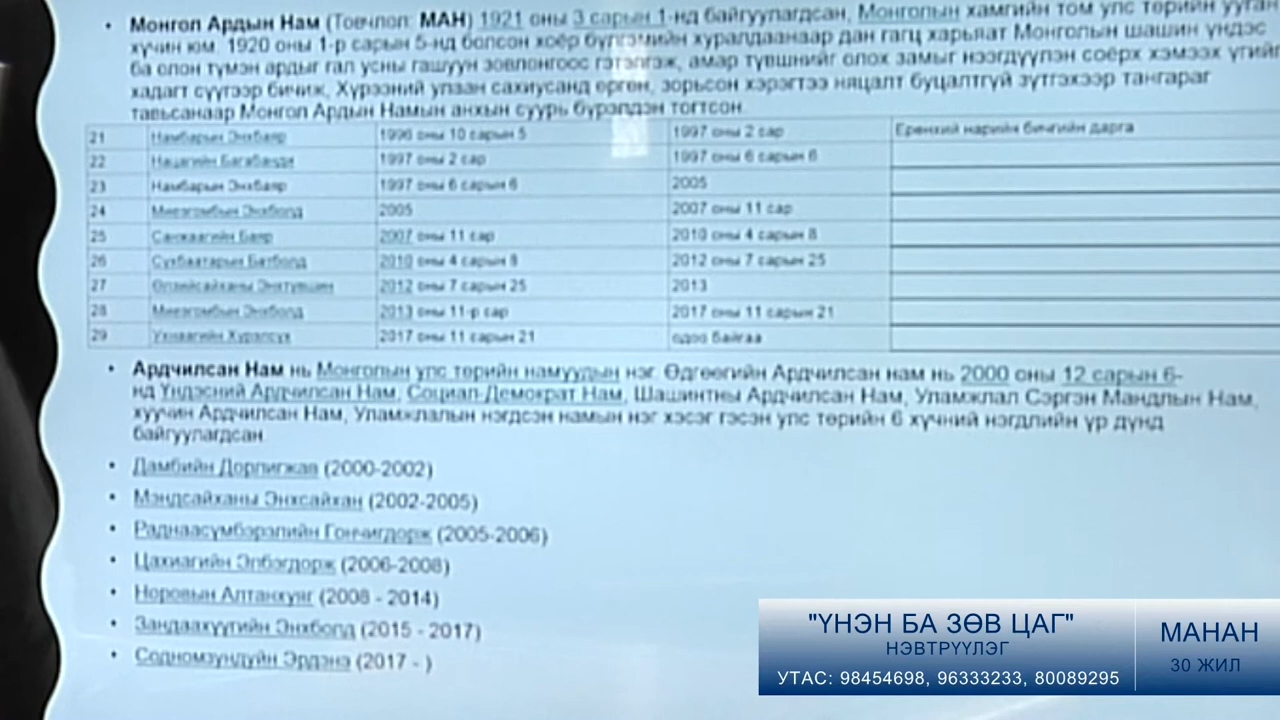 • Монгол Ардын Нам (Товчлол: МАН) 1921 оны 3 сарын 1-нд байгуулагдсан, Монголын хамгийн том улс төрийн ууган
хүчин юм. 1920 оны 1-р сарын 5-нд болсон хоёр бүлгэмийн хуралдаанаар дан гагц харьяат Монголын шашин үндэс
ба олон түмэн ардыг гал усны гашуун зовлонгоос гэтэлгэж, амар түвшнийг олох замыг нээгдүүлэн соёрх хэмээх үгийг
хадагт сүүгээр бичиж, Хүрээний улаан сахиусанд өргөн, зорьсон хэрэгтээ няцалт буцалтгүй зүтгэхээр тангараг
тавьсанаар Монгол Ардын Намын анхын суурь бүрэлдэн тогтсон.
21 Намбарын Энхбаяр 1996 оны 10 сарын 5 1997 оны 2 сар Ерөнхий нарийн бичгийн дарга
22 Нацагийн Багабанди 1997 оны 2 сар 1997 оны 6 сарын 6
23 Намбарын Энхбаяр 1997 оны 6 сарын 6 2005
24 Миеэгомбын Энхболд 2005 2007 оны 11 сар
25 Санжаагийн Баяр 2007 оны 11 сар 2010 оны 4 сарын 8
26 Сүхбаатарын Батболд 2010 оны 4 сарын 8 2012 оны 7 сарын 25
27 Өлзийсайханы Энхтүвшин 2012 оны 7 сарын 25 2013
28 Миеэгомбын Энхболд 2013 оны 11-р сар 2017 оны 11 сарын 21
29 Ухнаагийн Хүрэлсүх 2017 оны 11 сарын 21 одоо байгаа
• Ардчилсан Нам нь Монголын улс төрийн намуудын нэг. Өдгөөгийн Ардчилсан нам нь 2000 оны 12 сарын 6-
нд Үндэсний Ардчилсан Нам, Социал-Демократ Нам, Шашинтны Ардчилсан Нам, Уламжлал Сэргэн Мандлын Нам,
хуучин Ардчилсан Нам, Уламжлалын нэгдсэн намын нэг хэсэг гэсэн улс төрийн 6 хүчний нэгдлийн үр дүнд
байгуулагдсан.
• Дамбийн Дорлигжав (2000-2002)
• Мэндсайханы Энхсайхан (2002-2005)
• Раднаасүмбэрэлийн Гончигдорж (2005-2006)
• Цахиагийн Элбэгдорж (2006-2008)
• Норовын Алтанхуяг (2008 - 2014)
• Зандаахүүгийн Энхболд (2015 - 2017)
• Содномзундуйн Эрдэнэ (2017 - )
"ҮНЭН БА ЗӨВ ЦАГ"
НЭВТРҮҮЛЭГ
УТАС: 98454698, 96333233, 80089295
МАНАН
30 ЖИЛ